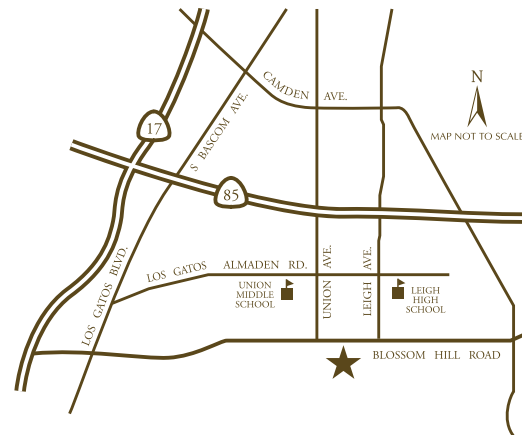 CAMDEN AVE.
N
MAP NOT TO SCALE
17
S BASCOM AVE.
85
LOS GATOS BLVD.
LOS GATOS ALMADEN RD.
UNION AVE.
LEIGH AVE.
UNION
MIDDLE
SCHOOL
LEIGH
HIGH
SCHOOL
BLOSSOM HILL ROAD